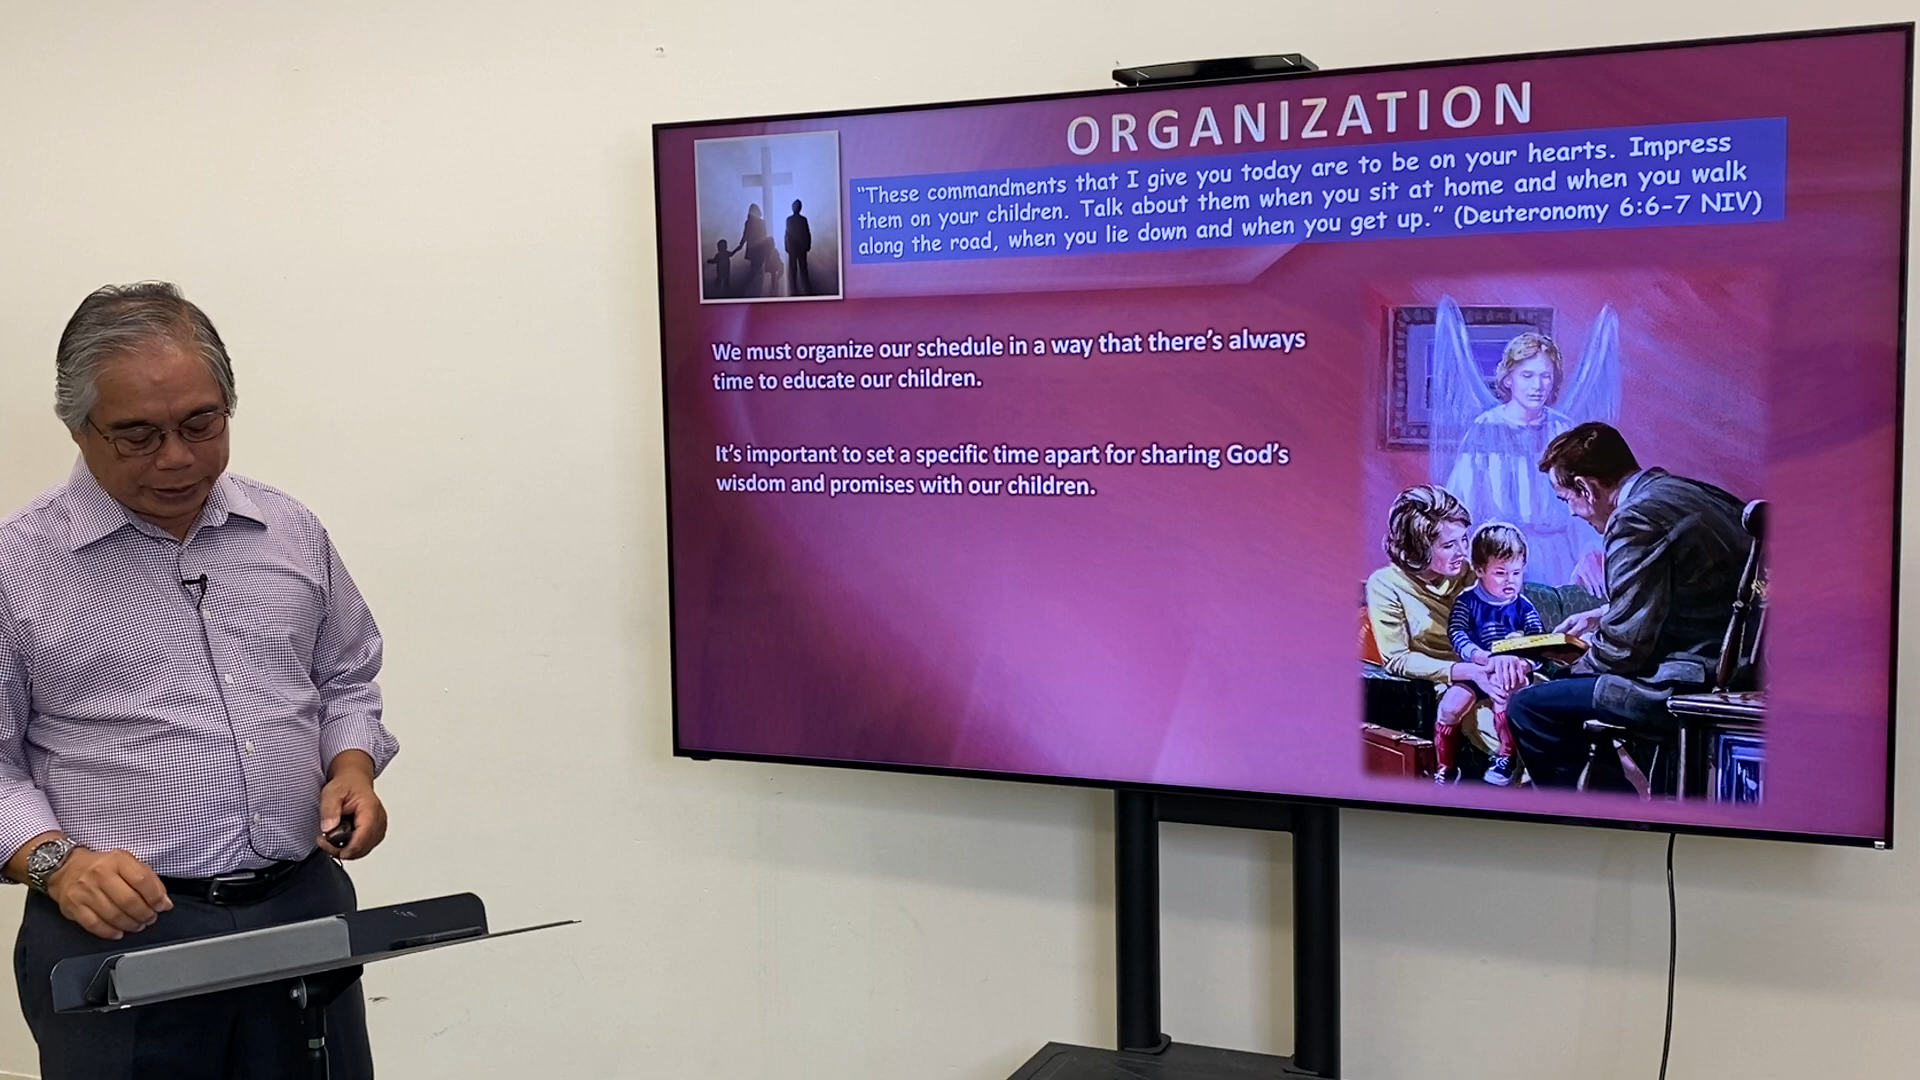 ORGANIZATION
“These commandments that I give you today are to be on your hearts. Impress
them on your children. Talk about them when you sit at home and when you walk
along the road, when you lie down and when you get up.” (Deuteronomy 6:6-7 NIV)
We must organize our schedule in a way that there’s always
time to educate our children.
It’s important to set a specific time apart for sharing God’s
wisdom and promises with our children.